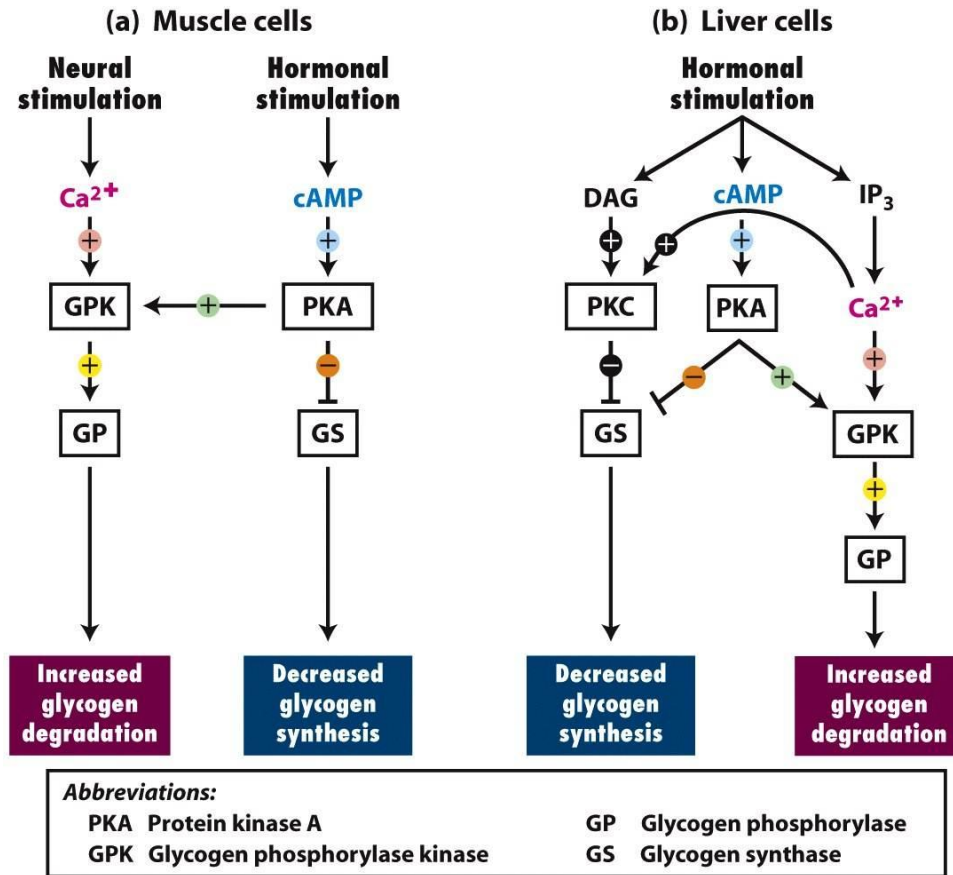 (a) Muscle cells
Neural
stimulation
Hormonal
stimulation
Ca²⁺
cAMP
+
+
GPK
+
PKA
+
−
GP
GS
Increased
glycogen
degradation
Decreased
glycogen
synthesis
(b) Liver cells
Hormonal
stimulation
DAG
cAMP
IP₃
+
+
+
PKC
PKA
Ca²⁺
−
−
+
+
GS
GPK
+
GP
Decreased
glycogen
synthesis
Increased
glycogen
degradation
Abbreviations:
PKA Protein kinase A
GP Glycogen phosphorylase
GPK Glycogen phosphorylase kinase
GS Glycogen synthase